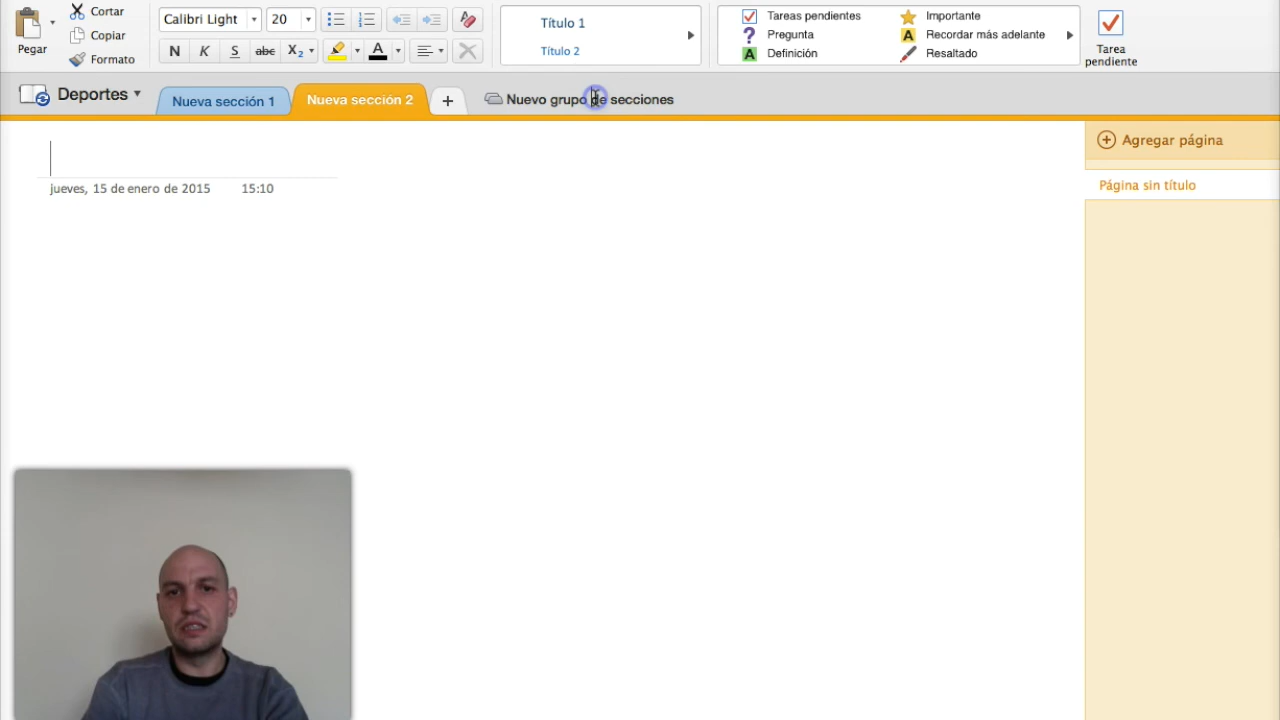 Pegar
Cortar
Copiar
Formato
Calibri Light 20
N K S abc X₂ A
Título 1
Título 2
Tareas pendientes
Pregunta
A Definición
Importante
A Recordar más adelante
Resaltado
Tarea
pendiente
Deportes
Nueva sección 1
Nueva sección 2
+
Nuevo grupo de secciones
jueves, 15 de enero de 2015 15:10
Agregar página
Página sin título